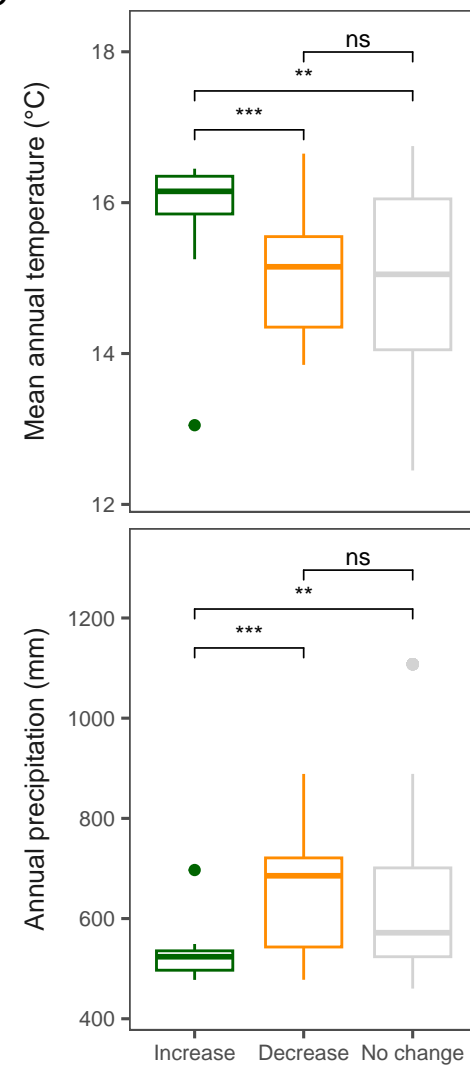 ns
18
**
***
16
14
12
Mean annual temperature (°C)
ns
**
1200
***
1000
800
600
400
Annual precipitation (mm)
Increase Decrease No change